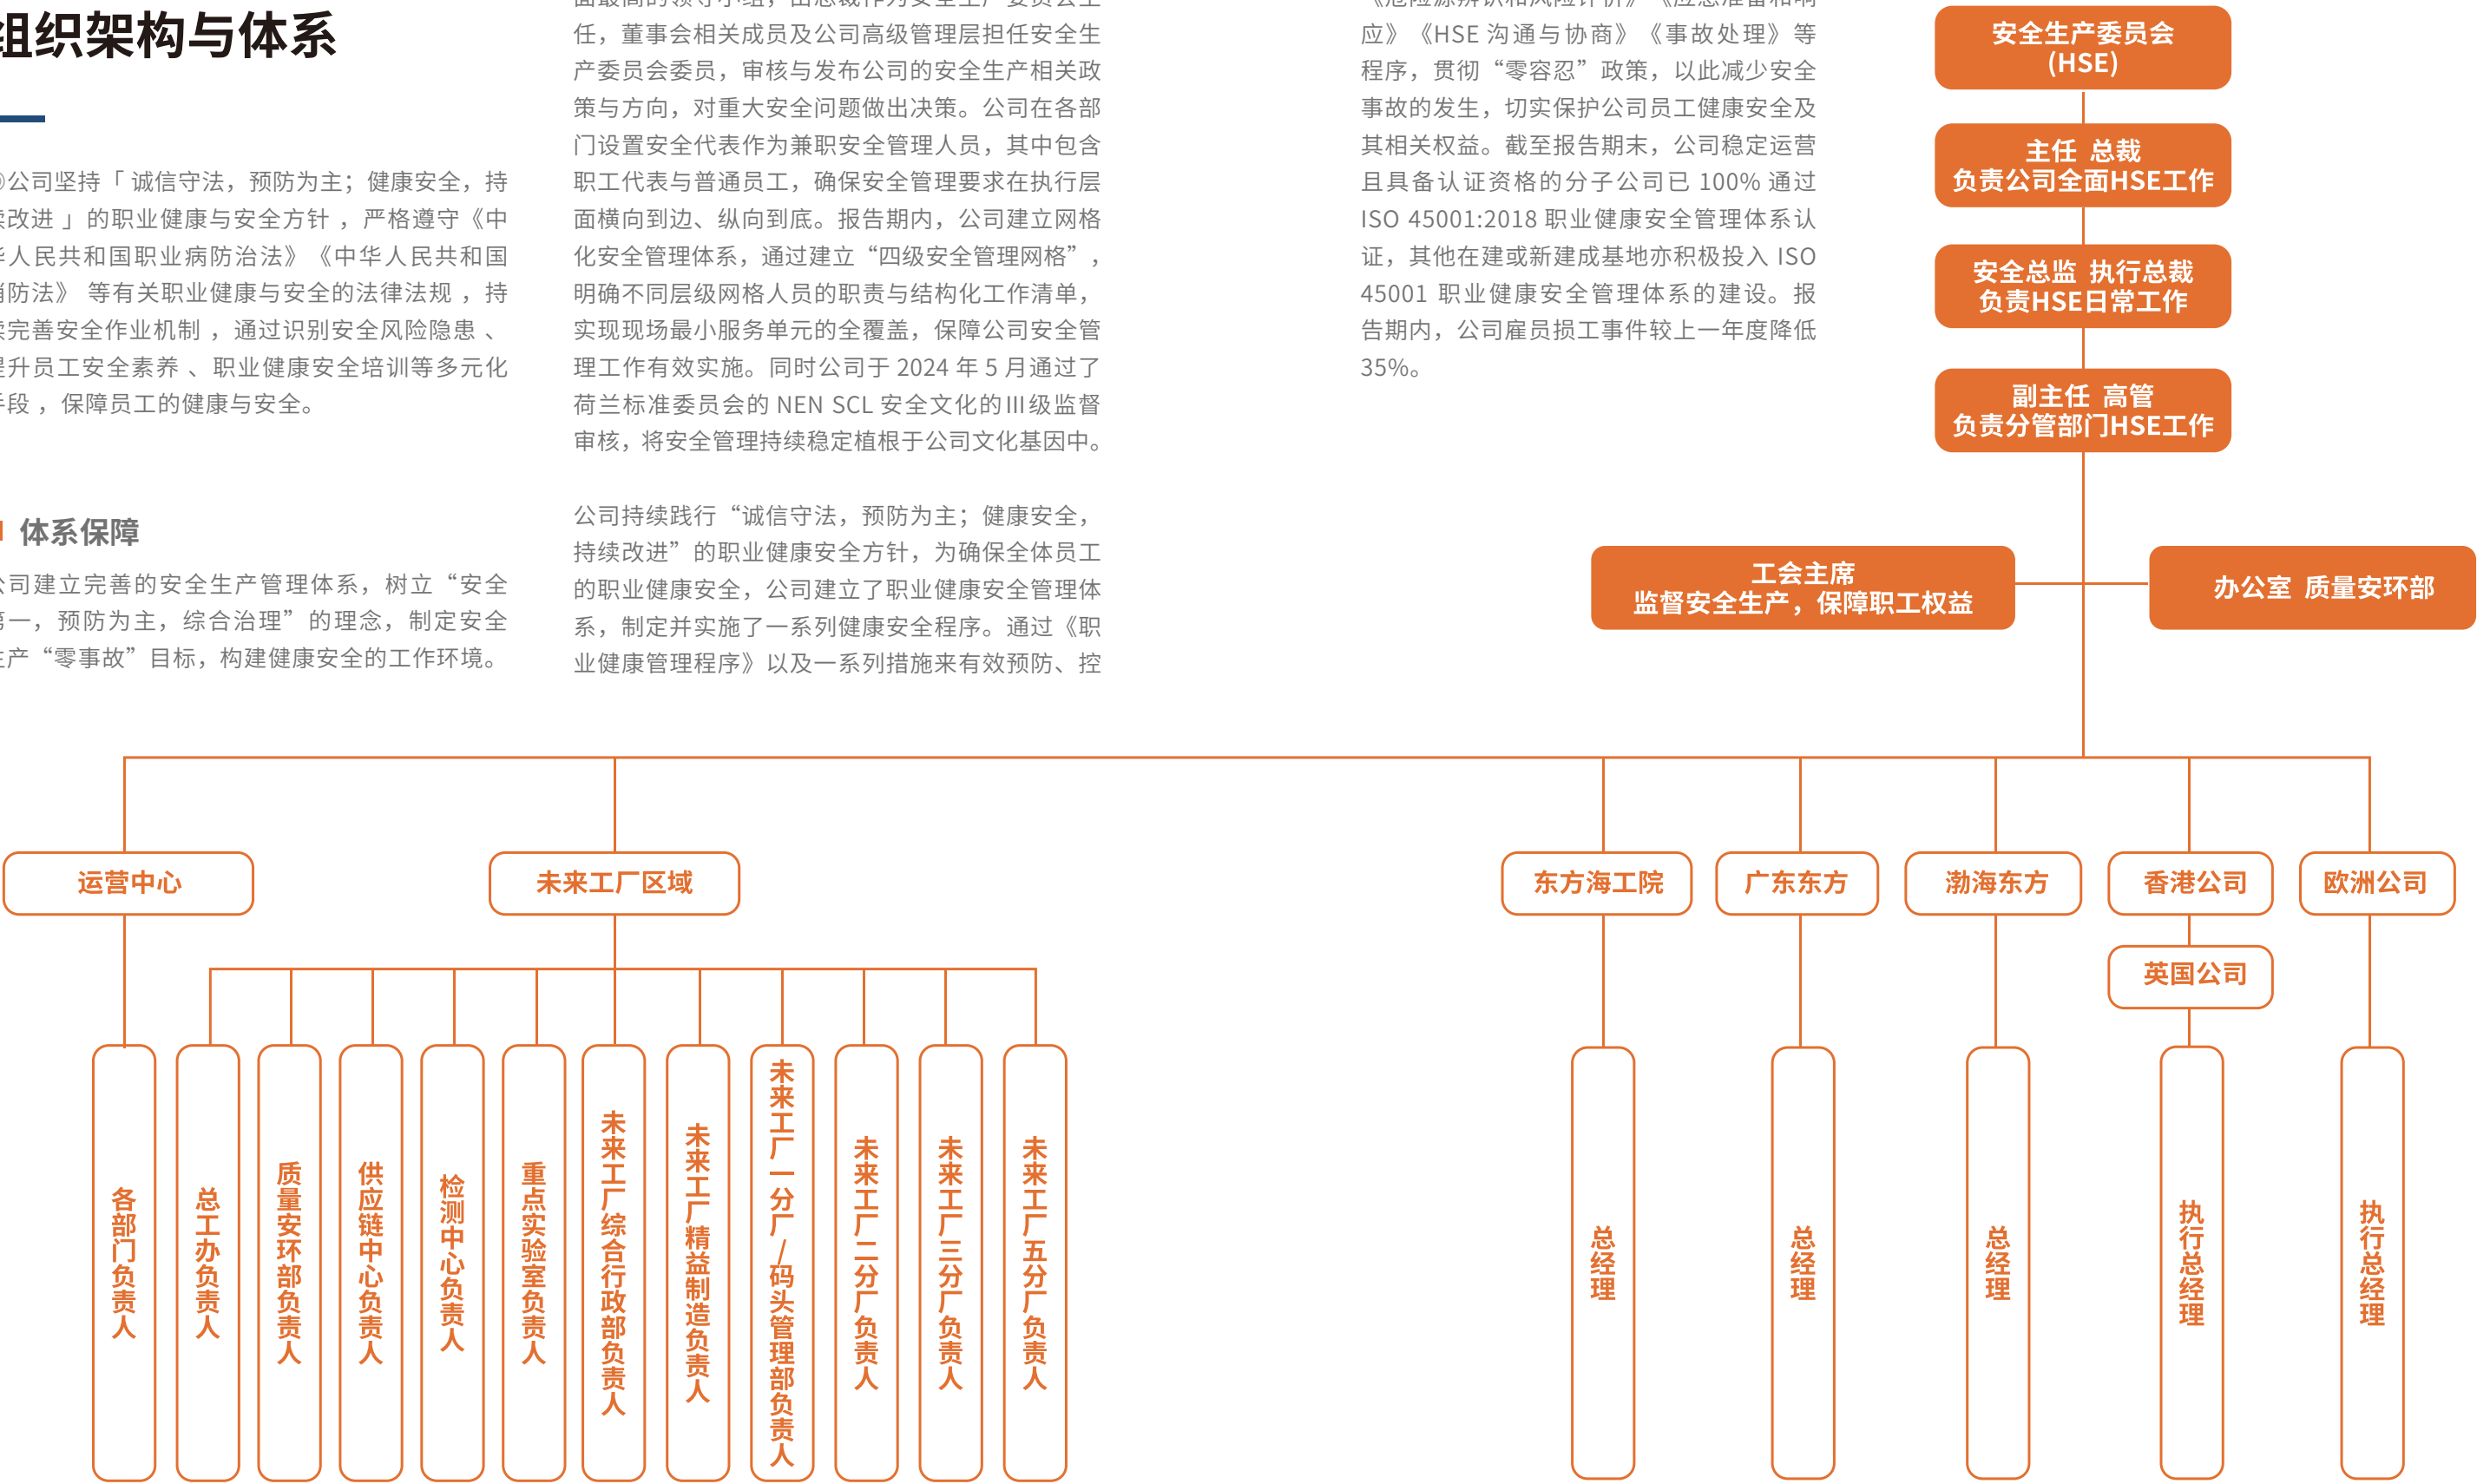 组织架构与体系
公司坚持「 诚信守法，预防为主；健康安全，持
续改进 」的职业健康与安全方针 ，严格遵守《中
华人民共和国职业病防治法》《中华人民共和国
消防法》 等有关职业健康与安全的法律法规 ，持
续完善安全作业机制 ，通过识别安全风险隐患 、
提升员工安全素养 、职业健康安全培训等多元化
手段 ，保障员工的健康与安全。
体系保障
公司建立完善的安全生产管理体系，树立“安全
第一，预防为主，综合治理”的理念，制定安全
生产“零事故”目标，构建健康安全的工作环境。
面最高的领导小组，由总裁作为安全生产委员会主
任，董事会相关成员及公司高级管理层担任安全生
产委员会委员，审核与发布公司的安全生产相关政
策与方向，对重大安全问题做出决策。公司在各部
门设置安全代表作为兼职安全管理人员，其中包含
职工代表与普通员工，确保安全管理要求在执行层
面横向到边、纵向到底。报告期内，公司建立网格
化安全管理体系，通过建立“四级安全管理网格”，
明确不同层级网格人员的职责与结构化工作清单，
实现现场最小服务单元的全覆盖，保障公司安全管
理工作有效实施。同时公司于 2024 年 5 月通过了
荷兰标准委员会的 NEN SCL 安全文化的Ⅲ级监督
审核，将安全管理持续稳定植根于公司文化基因中。
公司持续践行“诚信守法，预防为主；健康安全，
持续改进”的职业健康安全方针，为确保全体员工
的职业健康安全，公司建立了职业健康安全管理体
系，制定并实施了一系列健康安全程序。通过《职
业健康管理程序》以及一系列措施来有效预防、控
《危险源辨识和风险评价》《应急准备和响
应》《HSE 沟通与协商》《事故处理》等
程序，贯彻“零容忍”政策，以此减少安全
事故的发生，切实保护公司员工健康安全及
其相关权益。截至报告期末，公司稳定运营
且具备认证资格的分子公司已 100% 通过
ISO 45001:2018 职业健康安全管理体系认
证，其他在建或新建成基地亦积极投入 ISO
45001 职业健康安全管理体系的建设。报
告期内，公司雇员损工事件较上一年度降低
35%。
安全生产委员会
(HSE)
主任 总裁
负责公司全面HSE工作
安全总监 执行总裁
负责HSE日常工作
副主任 高管
负责分管部门HSE工作
工会主席
监督安全生产，保障职工权益
办公室 质量安环部
运营中心
未来工厂区域
东方海工院
广东东方
渤海东方
香港公司
欧洲公司
英国公司
各部门负责人
总工办负责人
质量安环部负责人
供应链中心负责人
检测中心负责人
重点实验室负责人
未来工厂综合行政部负责人
未来工厂精益制造负责人
未来工厂一分厂/码头管理部负责人
未来工厂二分厂负责人
未来工厂三分厂负责人
未来工厂五分厂负责人
总经理
总经理
总经理
执行总经理
执行总经理